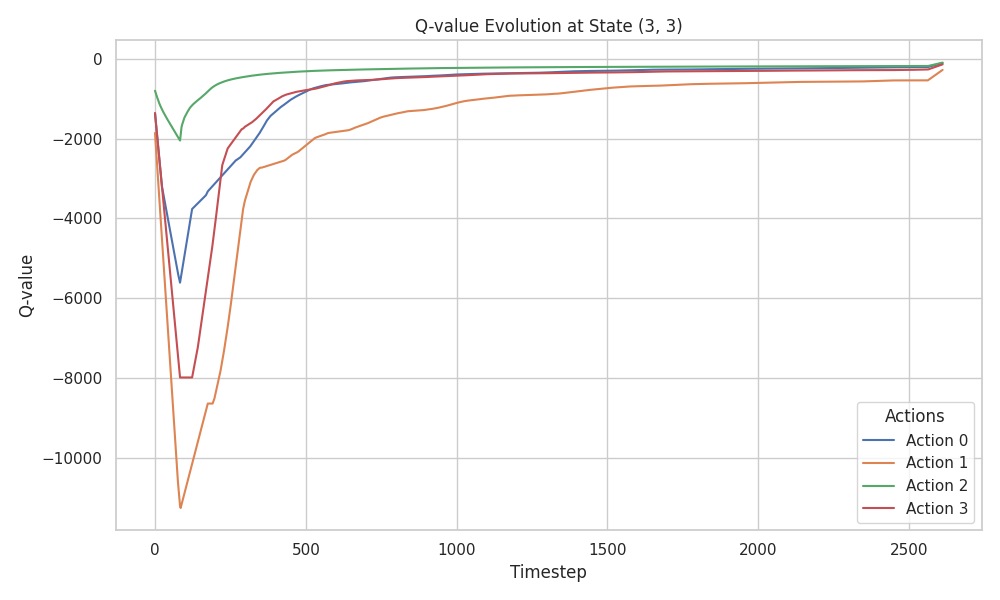 Q-value Evolution at State (3, 3)
0
−2000
−4000
−6000
−8000
−10000
Q-value
0
500
1000
1500
2000
2500
Timestep
Actions
Action 0
Action 1
Action 2
Action 3